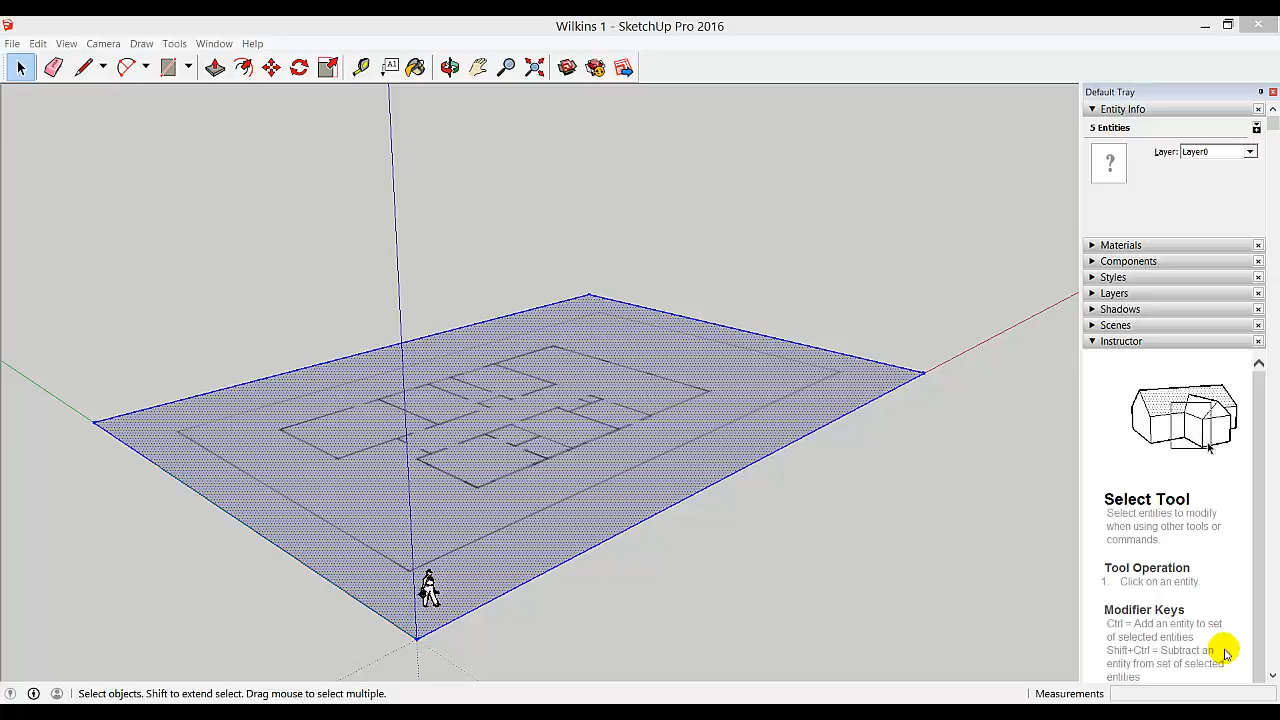 Wilkins 1 - SketchUp Pro 2016
File Edit View Camera Draw Tools Window Help
A1
Default Tray
Entity Info
5 Entities
Layer: Layer0
?
Materials
Components
Styles
Layers
Shadows
Scenes
Instructor
Select Tool
Select entities to modify
when using other tools or
commands.
Tool Operation
1. Click on an entity.
Modifier Keys
Ctrl = Add an entity to set
of selected entities
Shift+Ctrl = Subtract an
entity from set of selected
entities
Select objects. Shift to extend select. Drag mouse to select multiple.
Measurements